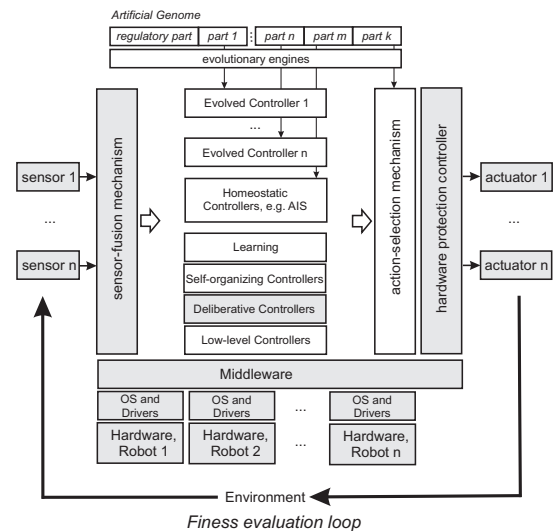 Artificial Genome
regulatory part part 1 ⋮ part n part m part k
evolutionary engines
sensor-fusion mechanism
action-selection mechanism
hardware protection controller
Evolved Controller 1
...
Evolved Controller n
Homeostatic
Controllers, e.g. AIS
Learning
Self-organizing Controllers
Deliberative Controllers
Low-level Controllers
sensor 1
...
sensor n
actuator 1
...
actuator n
Middleware
OS and OS and OS and
Drivers Drivers ... Drivers
Hardware, Hardware, Hardware,
Robot 1 Robot 2 ... Robot n
Environment
Finess evaluation loop